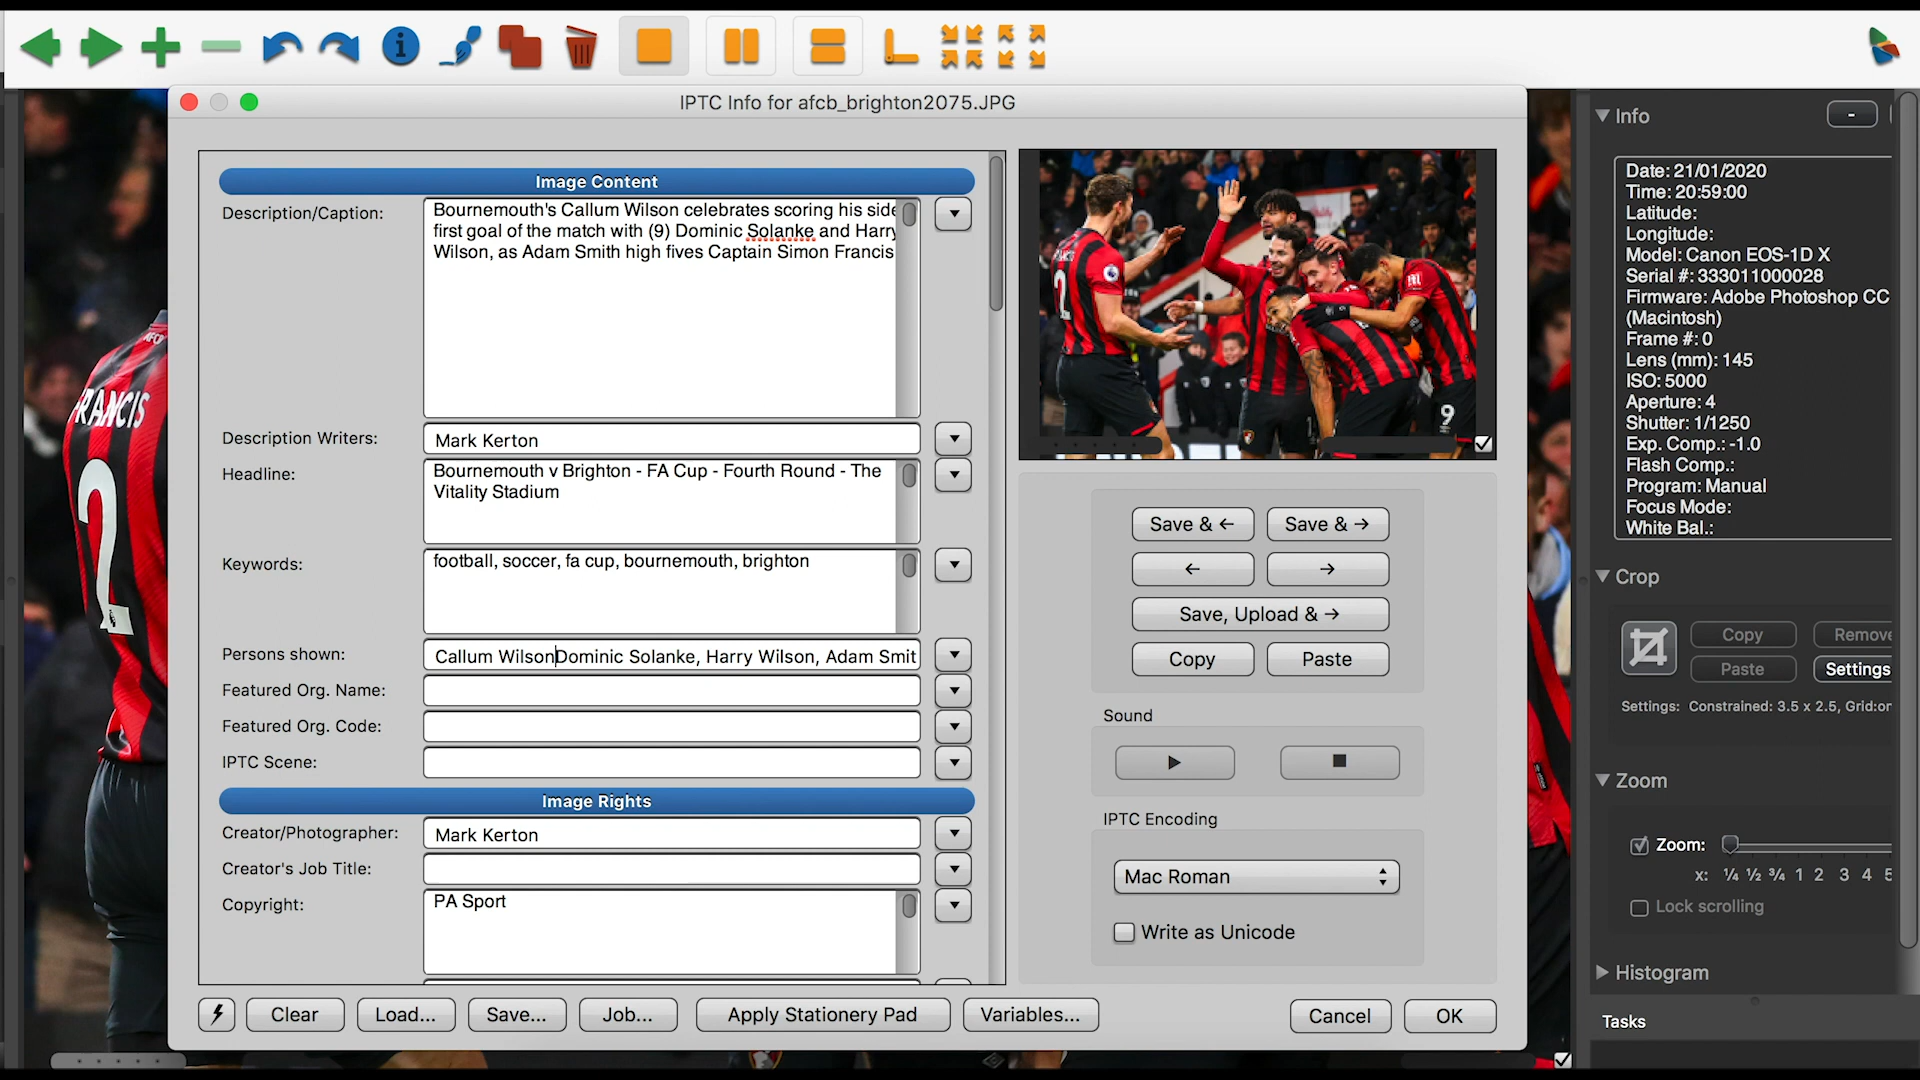 IPTC Info for afcb_brighton2075.JPG
Image Content
Description/Caption:
Bournemouth's Callum Wilson celebrates scoring his side
first goal of the match with (9) Dominic Solanke and Harry
Wilson, as Adam Smith high fives Captain Simon Francis
Description Writers:
Mark Kerton
Headline:
Bournemouth v Brighton - FA Cup - Fourth Round - The
Vitality Stadium
Keywords:
football, soccer, fa cup, bournemouth, brighton
Persons shown:
Callum WilsonDominic Solanke, Harry Wilson, Adam Smit
Featured Org. Name:
Featured Org. Code:
IPTC Scene:
Image Rights
Creator/Photographer:
Mark Kerton
Creator's Job Title:
Copyright:
PA Sport
Clear
Load...
Save...
Job...
Apply Stationery Pad
Variables...
Cancel
OK
Save & ←
Save & →
←
→
Save, Upload & →
Copy
Paste
Sound
IPTC Encoding
Mac Roman
Write as Unicode
2
9
FRANCIS
2
Info
-
Date: 21/01/2020
Time: 20:59:00
Latitude:
Longitude:
Model: Canon EOS-1D X
Serial #: 333011000028
Firmware: Adobe Photoshop CC
(Macintosh)
Frame #: 0
Lens (mm): 145
ISO: 5000
Aperture: 4
Shutter: 1/1250
Exp. Comp.: -1.0
Flash Comp.:
Program: Manual
Focus Mode:
White Bal.:
Crop
Copy
Remove
Paste
Settings
Settings: Constrained: 3.5 x 2.5, Grid:on
Zoom
Zoom:
x: ¼ ½ ¾ 1 2 3 4 5
Lock scrolling
Histogram
Tasks